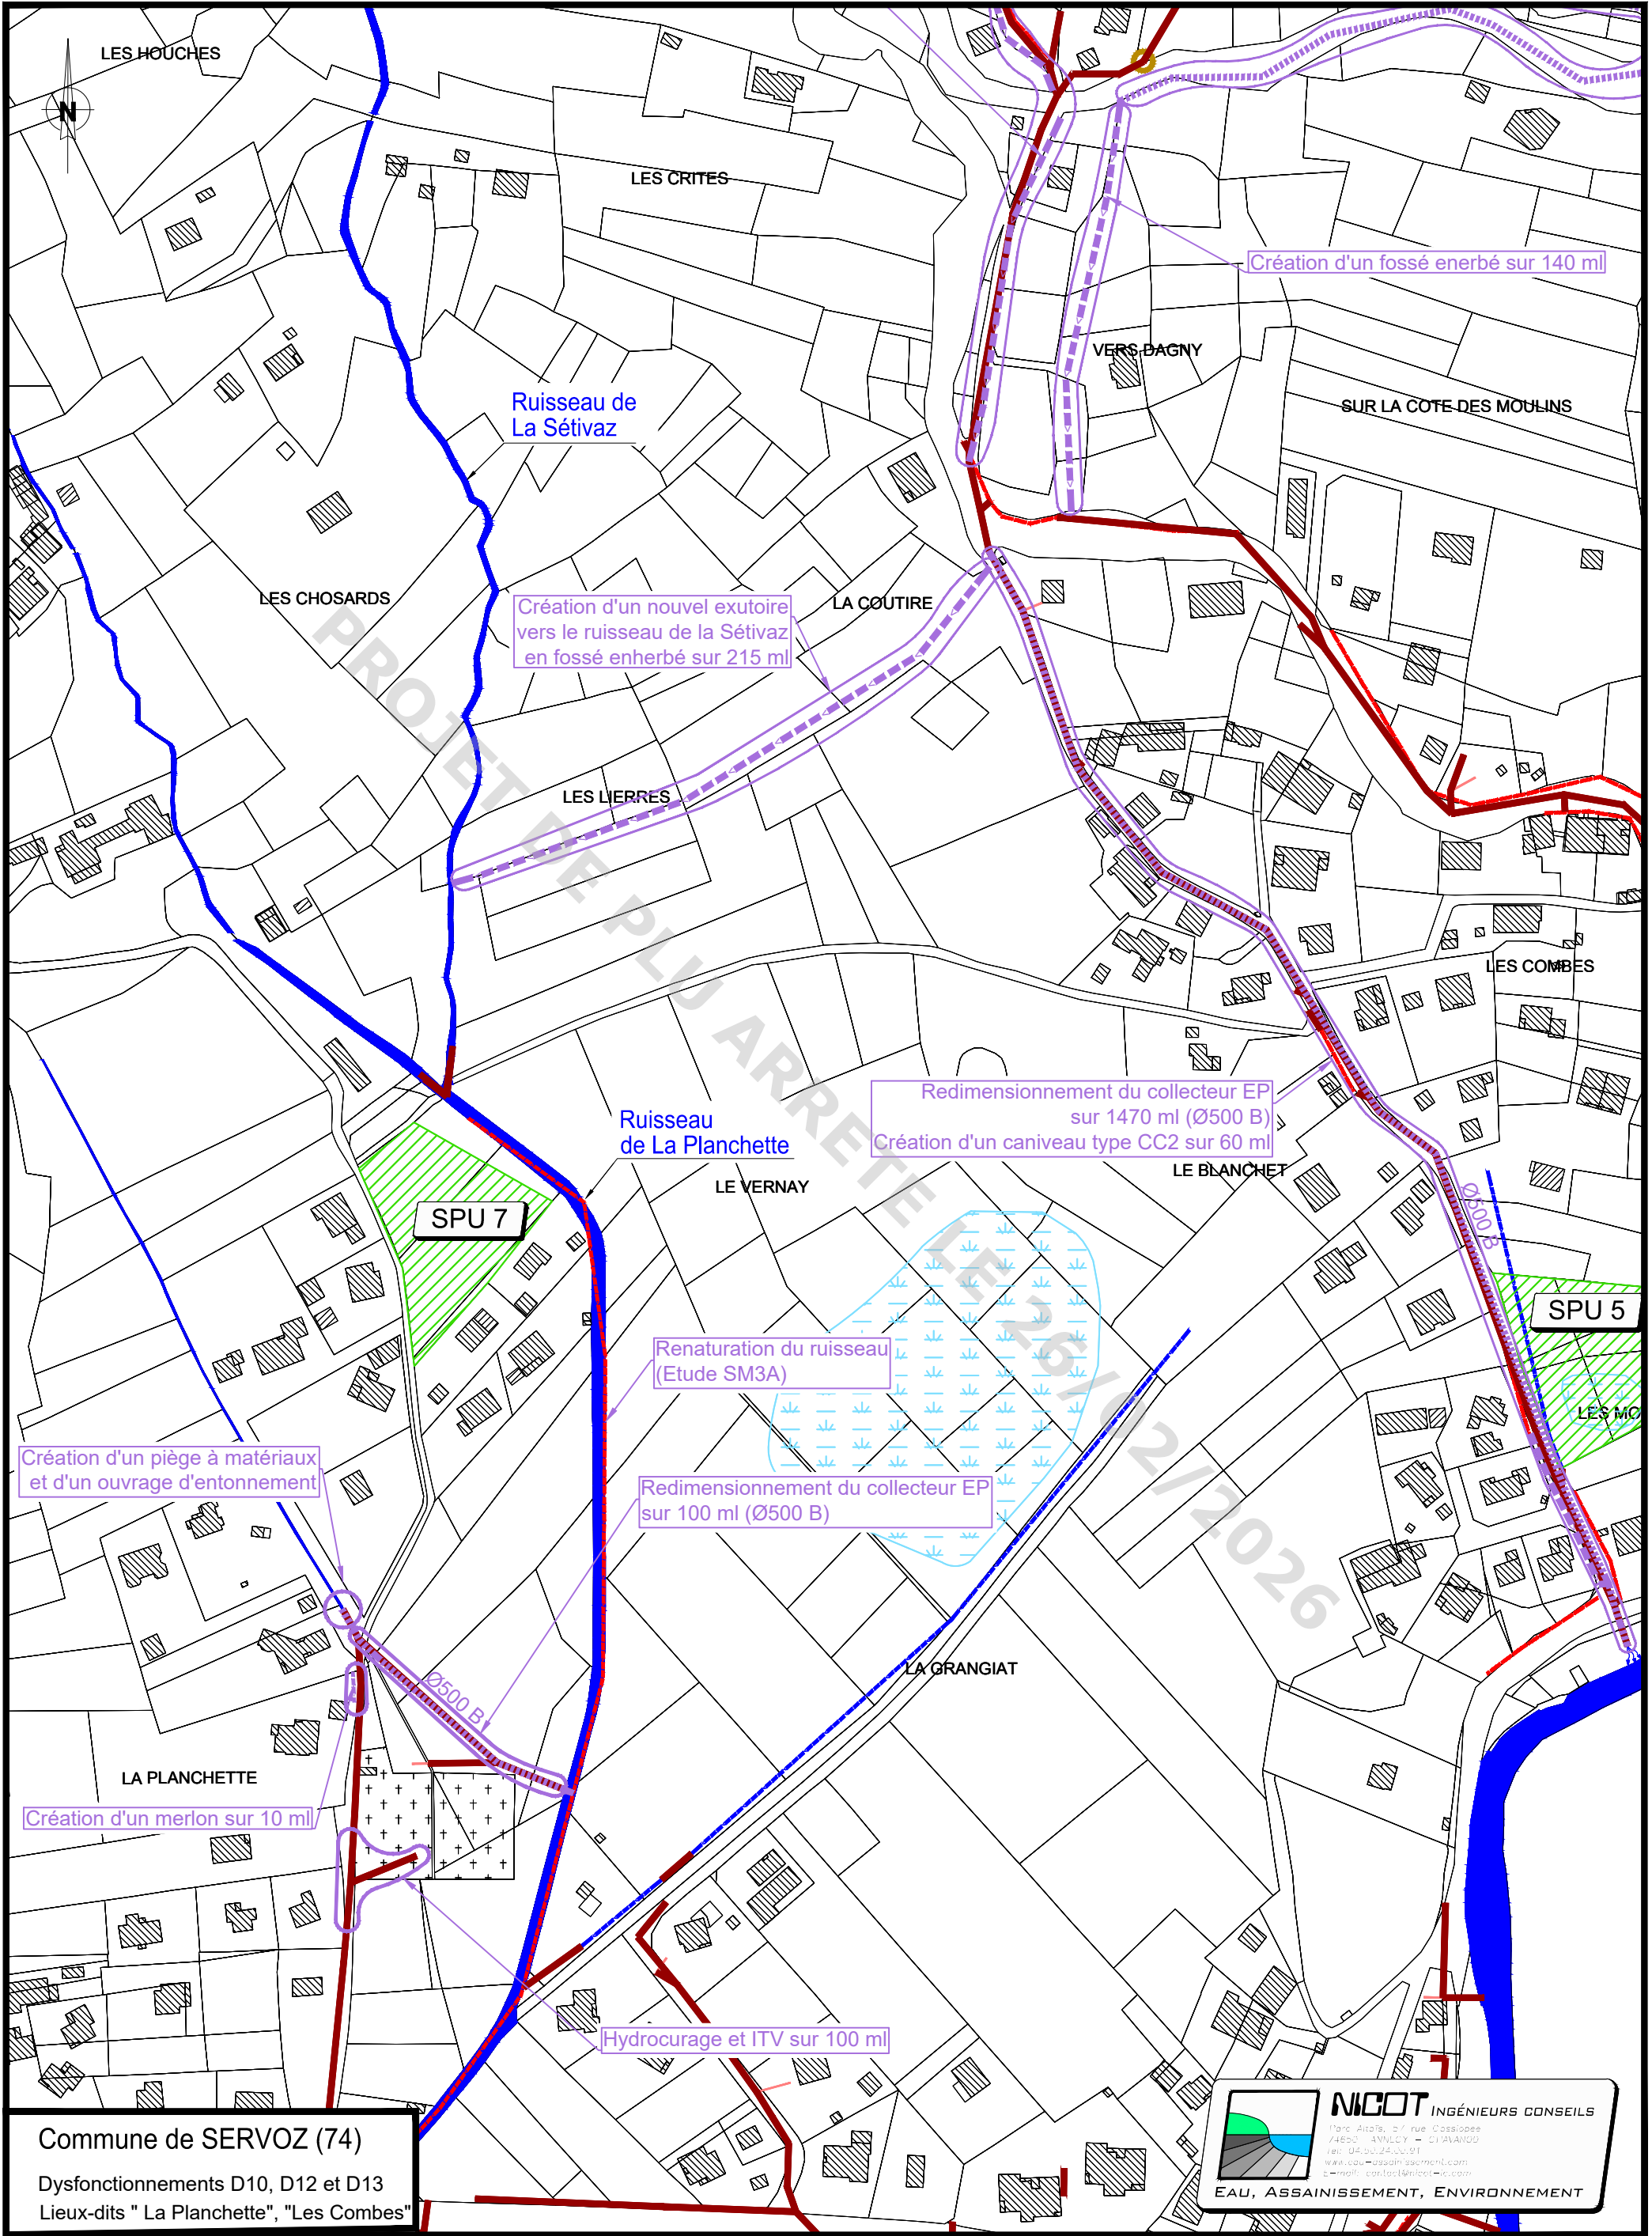 LES HOUCHES
N
LES CRITES
Création d'un fossé enerbé sur 140 ml
VERS DAGNY
SUR LA COTE DES MOULINS
Ruisseau de
La Sétivaz
LES CHOSARDS
Création d'un nouvel exutoire
vers le ruisseau de la Sétivaz
en fossé enherbé sur 215 ml
LA COUTIRE
LES LIERRES
PROJET DE PLU ARRETE LE 26/02/2026
LES COMBES
Redimensionnement du collecteur EP
sur 1470 ml (Ø500 B)
Création d'un caniveau type CC2 sur 60 ml
Ruisseau
de La Planchette
LE VERNAY
LE BLANCHET
Ø500 B
SPU 7
SPU 5
LES MO
Renaturation du ruisseau
(Etude SM3A)
Création d'un piège à matériaux
et d'un ouvrage d'entonnement
Redimensionnement du collecteur EP
sur 100 ml (Ø500 B)
Ø500 B
LA GRANGIAT
LA PLANCHETTE
Création d'un merlon sur 10 ml
Hydrocurage et ITV sur 100 ml
Commune de SERVOZ (74)
Dysfonctionnements D10, D12 et D13
Lieux-dits " La Planchette", "Les Combes"
NICOT INGÉNIEURS CONSEILS
EAU, ASSAINISSEMENT, ENVIRONNEMENT